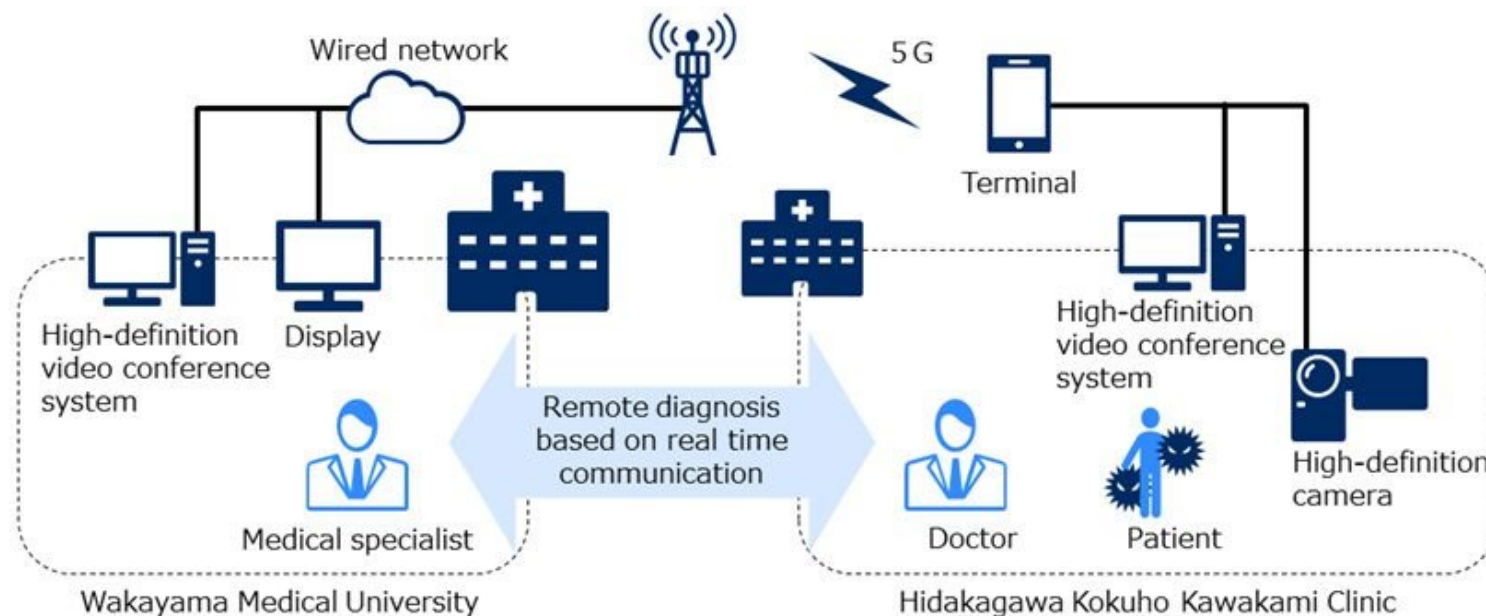 Wired network
5G
Terminal
High-definition
video conference
system
Display
High-definition
video conference
system
Remote diagnosis
based on real time
communication
High-definition
camera
Medical specialist
Doctor
Patient
Wakayama Medical University
Hidakagawa Kokuho Kawakami Clinic